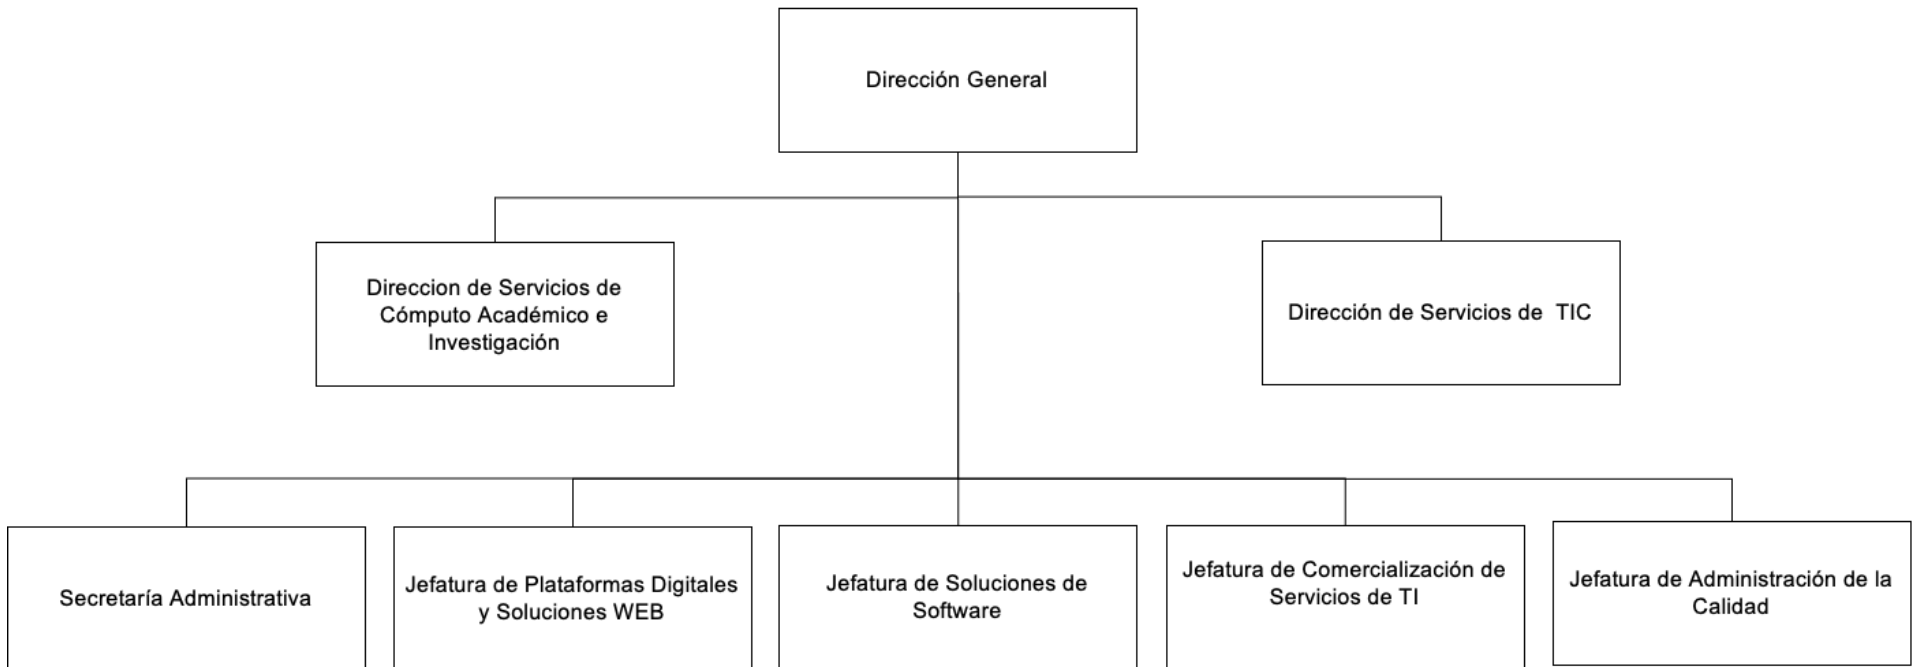 Dirección General
Direccion de Servicios de
Cómputo Académico e
Investigación
Dirección de Servicios de  TIC
Secretaría Administrativa
Jefatura de Plataformas Digitales
y Soluciones WEB
Jefatura de Soluciones de
Software
Jefatura de Comercialización de
Servicios de TI
Jefatura de Administración de la
Calidad